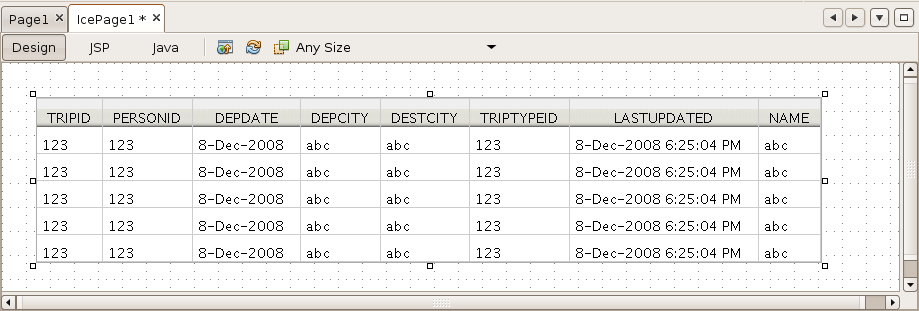 Page1 IcePage1 *
Design JSP Java Any Size
TRIPID PERSONID DEPDATE DEPCITY DESTCITY TRIPTYPEID LASTUPDATED NAME
123 123 8-Dec-2008 abc abc 123 8-Dec-2008 6:25:04 PM abc
123 123 8-Dec-2008 abc abc 123 8-Dec-2008 6:25:04 PM abc
123 123 8-Dec-2008 abc abc 123 8-Dec-2008 6:25:04 PM abc
123 123 8-Dec-2008 abc abc 123 8-Dec-2008 6:25:04 PM abc
123 123 8-Dec-2008 abc abc 123 8-Dec-2008 6:25:04 PM abc